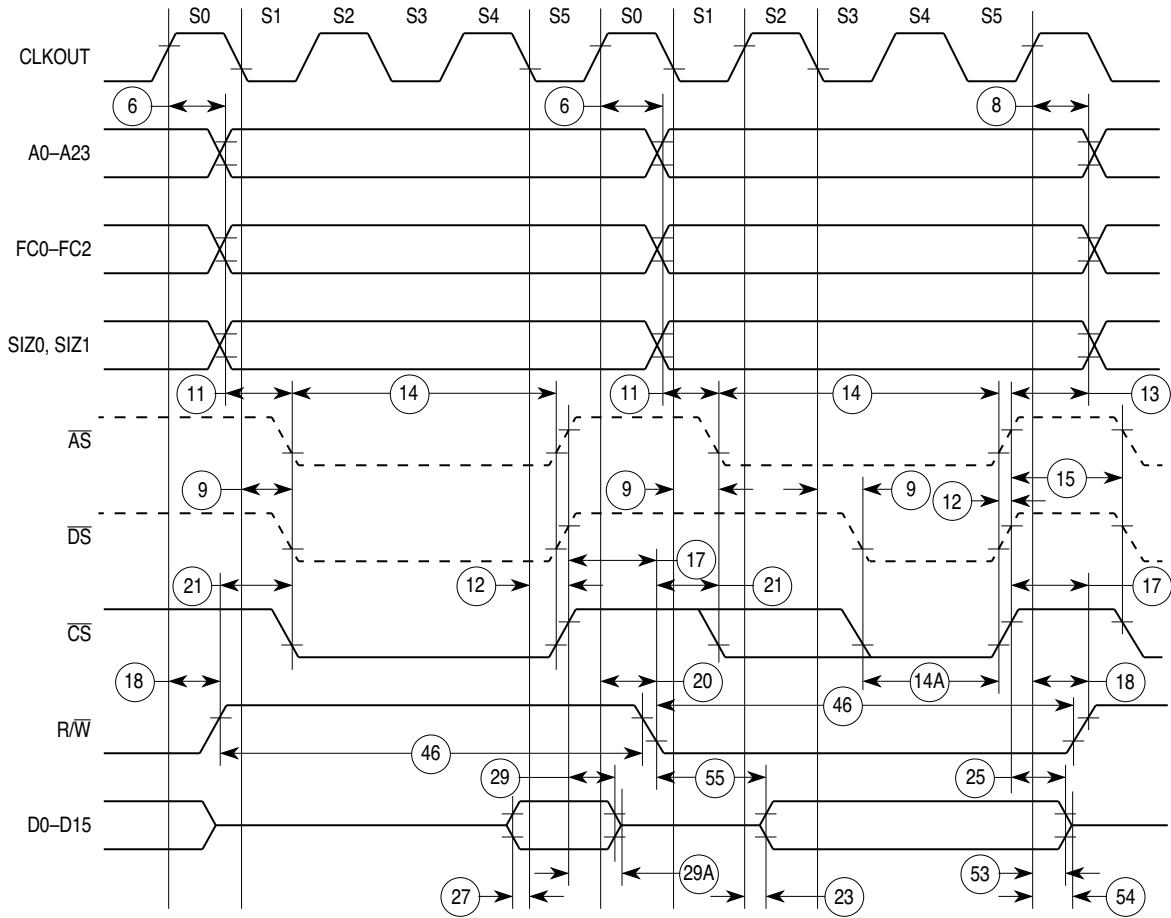 S0 S1 S2 S3 S4 S5 S0 S1 S2 S3 S4 S5
CLKOUT
6 6 8
A0–A23
FC0–FC2
SIZ0, SIZ1
11 14 11 14 13
AS
9 9 9 12 15
DS
21 12 17 21 17
CS
18 20 14A 18
R/W
46 46
29 55 25
D0–D15
27 29A 23 53 54